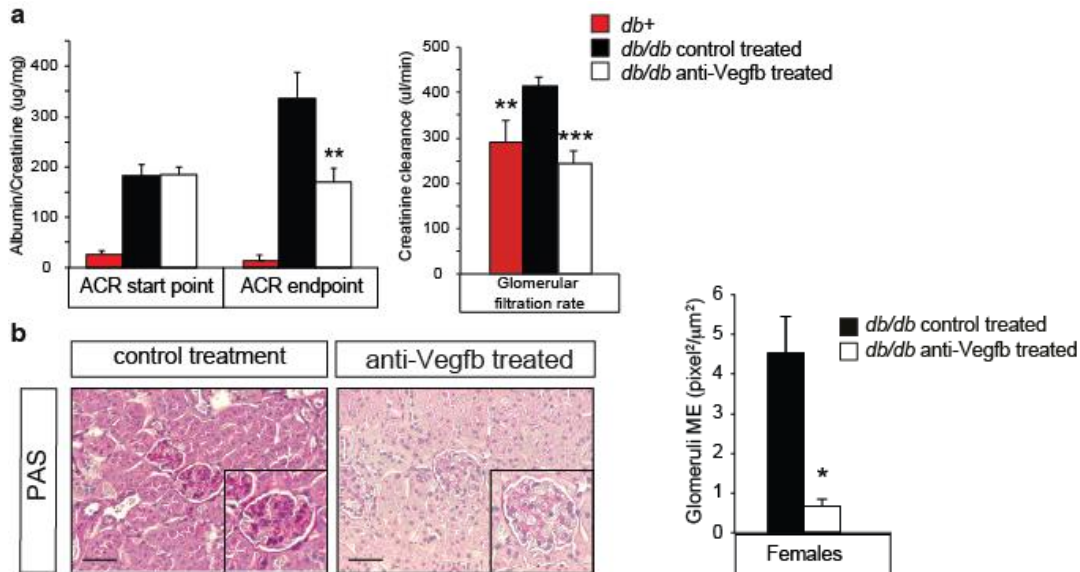 a
Albumin/Creatinine (ug/mg)
400
300
200
100
0
**
ACR start point
ACR endpoint
Creatinine clearance (ul/min)
500
400
300
200
100
0
**
***
Glomerular
filtration rate
db+
db/db control treated
db/db anti-Vegfb treated
b
control treatment
anti-Vegfb treated
PAS
Glomeruli ME (pixel²/µm²)
6
5
4
3
2
1
0
*
Females
db/db control treated
db/db anti-Vegfb treated